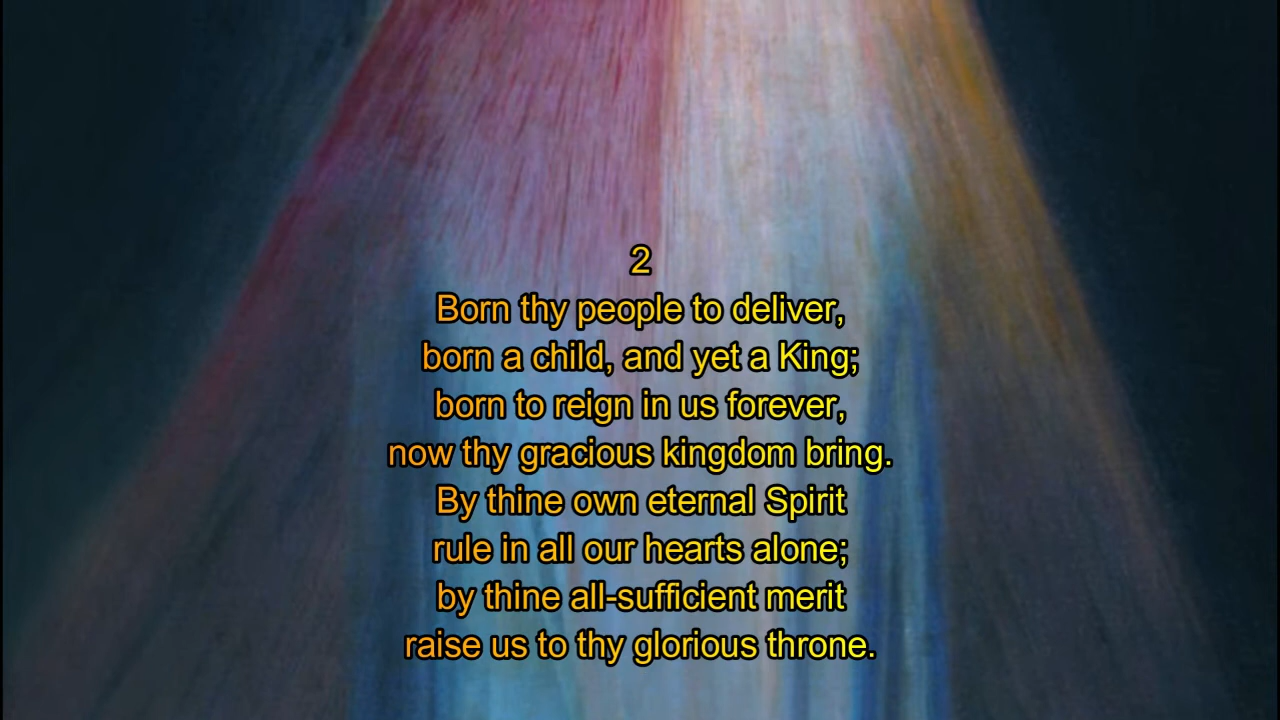 2
Born thy people to deliver,
born a child, and yet a King;
born to reign in us forever,
now thy gracious kingdom bring.
By thine own eternal Spirit
rule in all our hearts alone;
by thine all-sufficient merit
raise us to thy glorious throne.